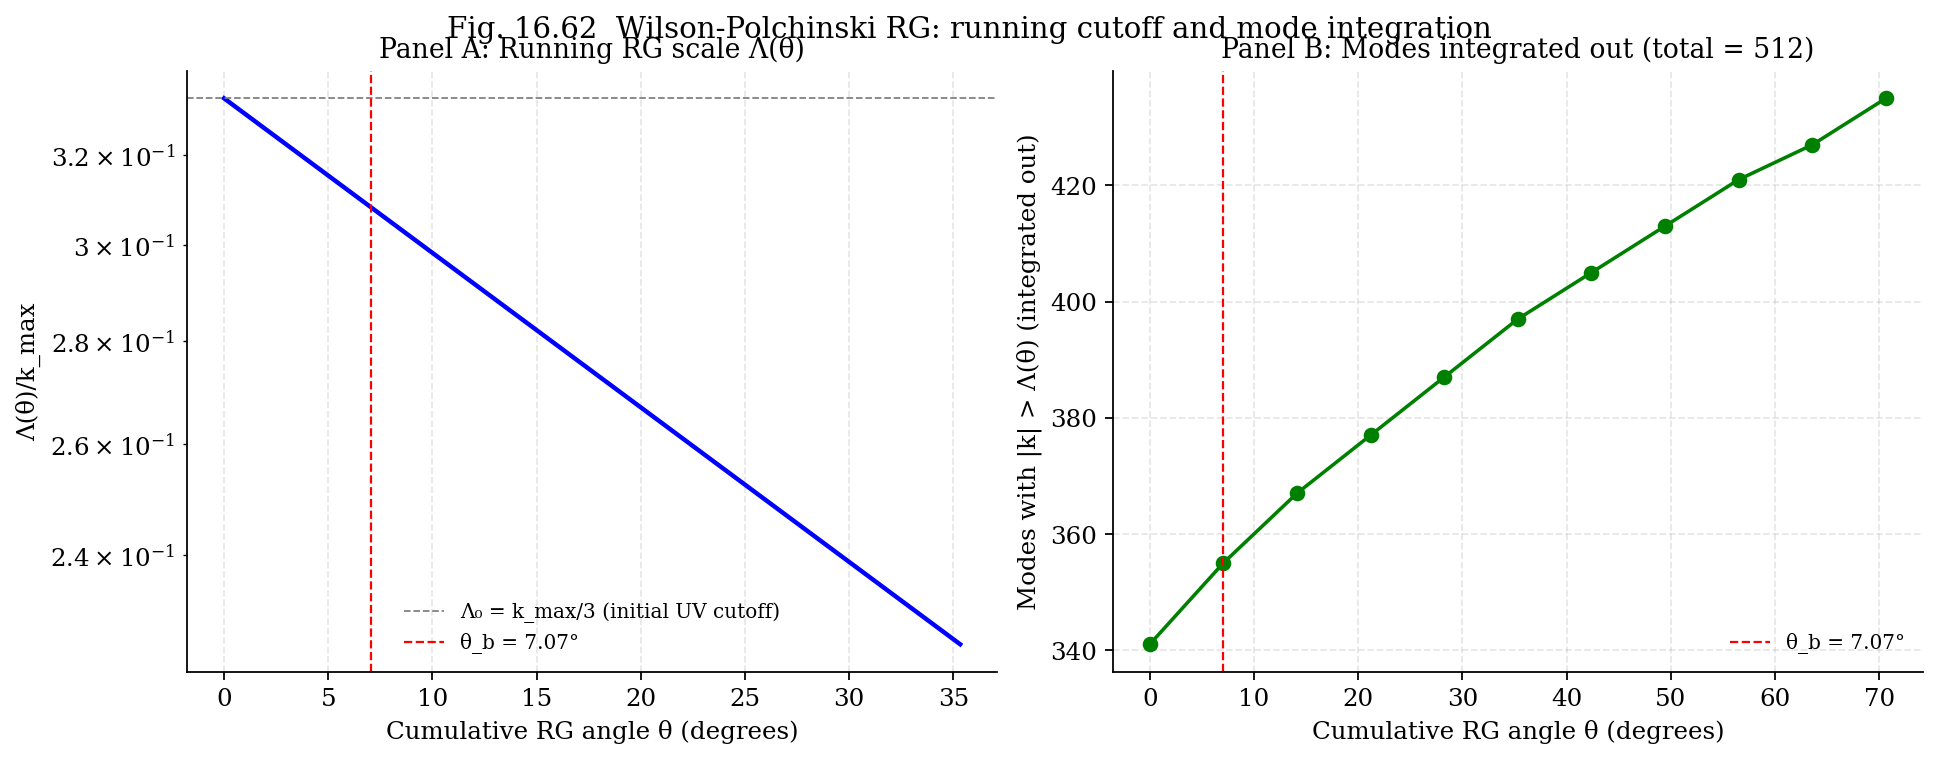 Fig. 16.62  Wilson-Polchinski RG: running cutoff and mode integration
Panel A: Running RG scale Λ(θ)
Λ(θ)/k_max
3.2 × 10⁻¹
3 × 10⁻¹
2.8 × 10⁻¹
2.6 × 10⁻¹
2.4 × 10⁻¹
Λ₀ = k_max/3 (initial UV cutoff)
θ_b = 7.07°
0 5 10 15 20 25 30 35
Cumulative RG angle θ (degrees)
Panel B: Modes integrated out (total = 512)
Modes with |k| > Λ(θ) (integrated out)
420
400
380
360
340
θ_b = 7.07°
0 10 20 30 40 50 60 70
Cumulative RG angle θ (degrees)